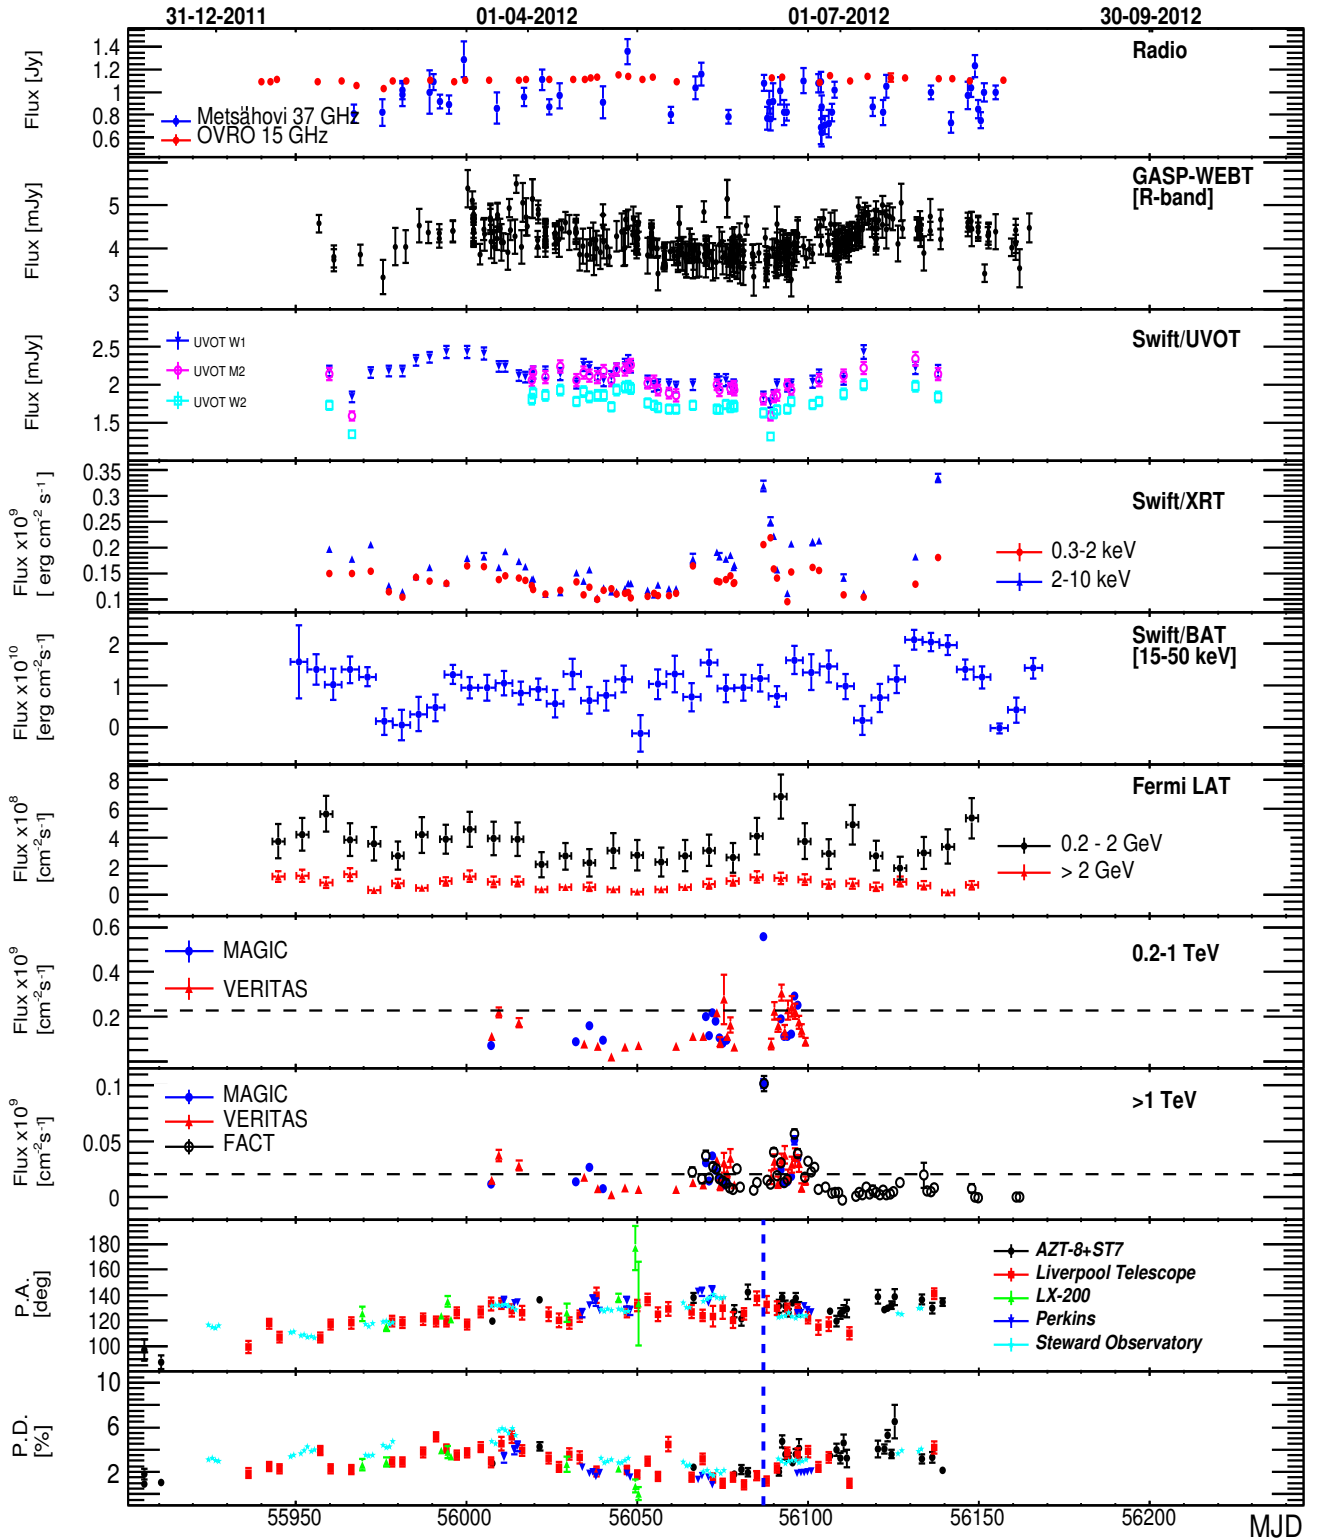 31-12-2011 01-04-2012 01-07-2012 30-09-2012
Flux [Jy]
1.4
1.2
1
0.8
0.6
Radio
Metsähovi 37 GHz
OVRO 15 GHz
Flux [mJy]
5
4
3
GASP-WEBT
[R-band]
Flux [mJy]
2.5
2
1.5
Swift/UVOT
UVOT W1
UVOT M2
UVOT W2
Flux x10⁹
[ erg cm⁻² s⁻¹ ]
0.35
0.3
0.25
0.2
0.15
0.1
Swift/XRT
0.3-2 keV
2-10 keV
Flux x10¹⁰
[erg cm⁻²s⁻¹]
2
1
0
Swift/BAT
[15-50 keV]
Flux x10⁸
[cm⁻²s⁻¹]
8
6
4
2
0
Fermi LAT
0.2 - 2 GeV
> 2 GeV
Flux x10⁹
[cm⁻²s⁻¹]
0.6
0.4
0.2
0.2-1 TeV
MAGIC
VERITAS
Flux x10⁹
[cm⁻²s⁻¹]
0.1
0.05
0
>1 TeV
MAGIC
VERITAS
FACT
P.A.
[deg]
180
160
140
120
100
AZT-8+ST7
Liverpool Telescope
LX-200
Perkins
Steward Observatory
P.D.
[%]
10
6
4
2
55950 56000 56050 56100 56150 56200
MJD